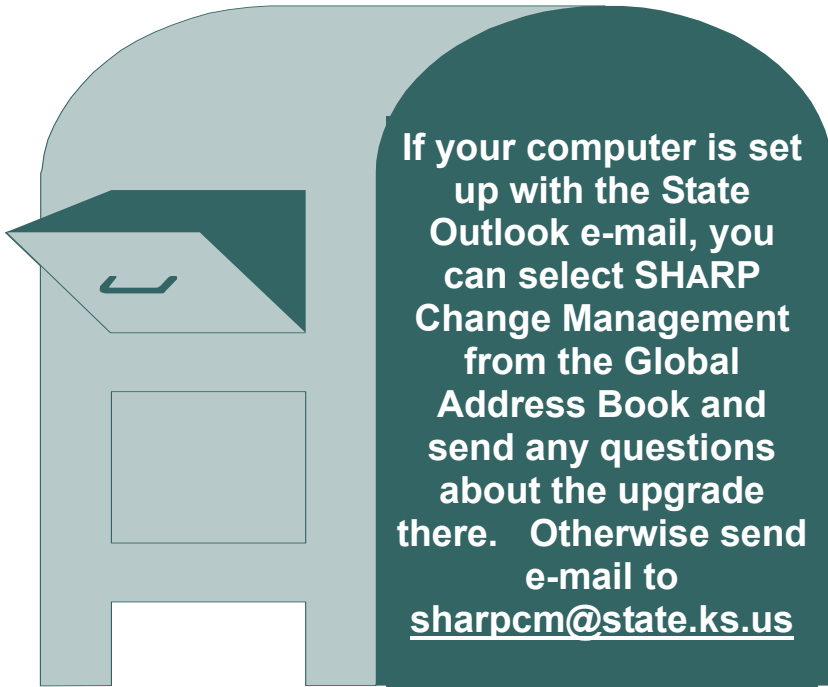 If your computer is set
up with the State
Outlook e-mail, you
can select SHARP
Change Management
from the Global
Address Book and
send any questions
about the upgrade
there.   Otherwise send
e-mail to
sharpcm@state.ks.us